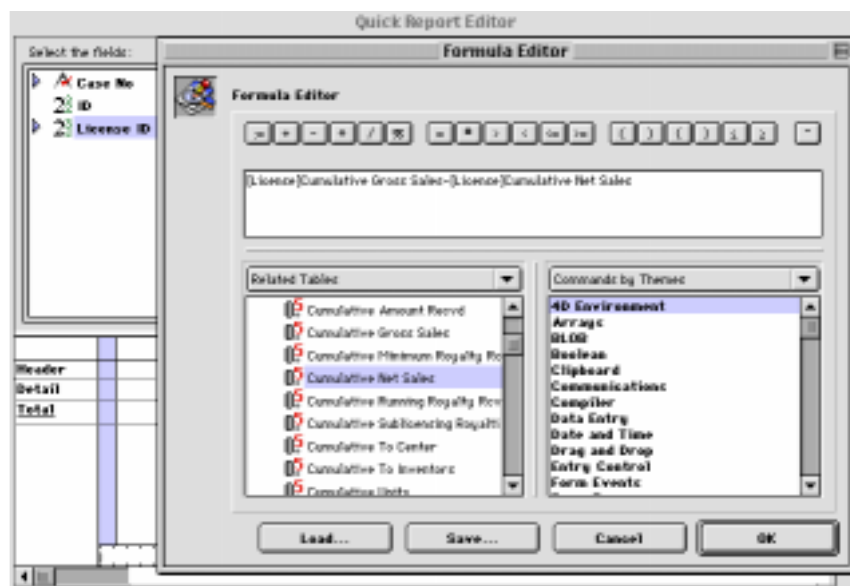 Quick Report Editor
Select the fields:
Case No
ID
License ID
Header
Detail
Total
Formula Editor
Formula Editor
:= + - * / %
> < <= >=
[License]Cumulative Gross Sales-[License]Cumulative Net Sales
Related Tables
Cumulative Amount Recvd
Cumulative Gross Sales
Cumulative Minimum Royalty Rc
Cumulative Net Sales
Cumulative Running Royalty Rcv
Cumulative Sublicencing Royalti
Cumulative To Center
Cumulative To Inventors
Cumulative Units
Commands by Themes
4D Environment
Arrays
BLOB
Boolean
Clipboard
Communications
Compiler
Data Entry
Date and Time
Drag and Drop
Entry Control
Form Events
Load...
Save...
Cancel
OK